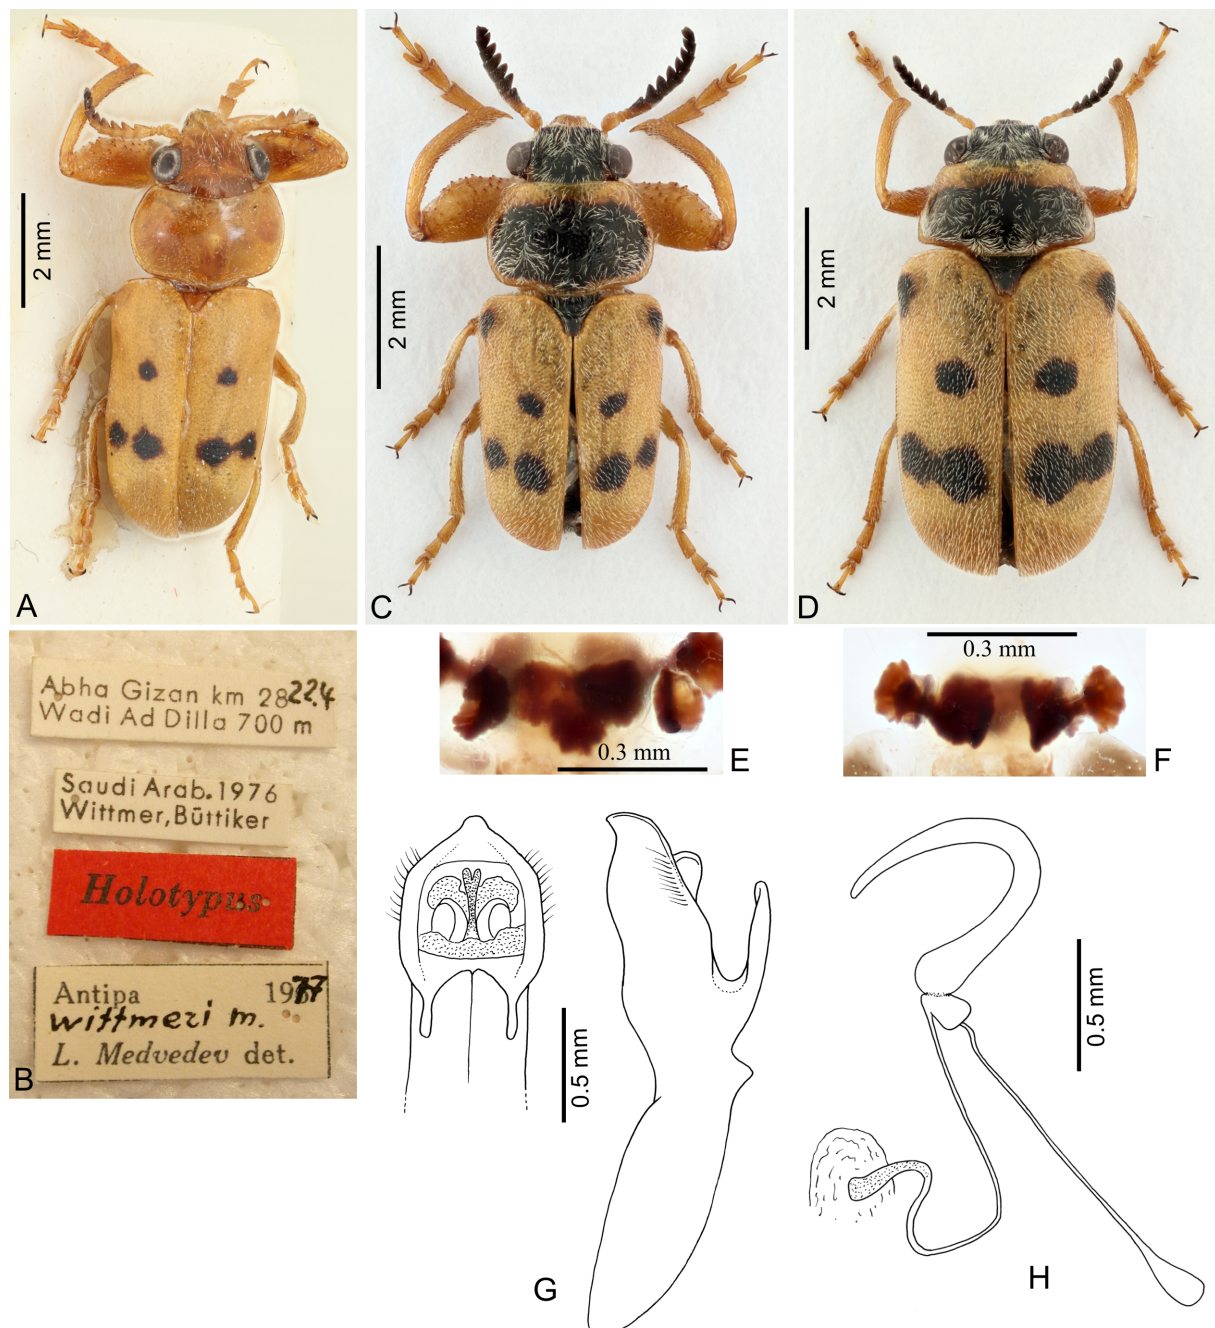 2 mm
A
2 mm
C
2 mm
D
Abha Gizan km 28 22.4
Wadi Ad Dilla 700 m
Saudi Arab. 1976
Wittmer, Büttiker
Holotypus
Antipa 1977
wittmeri m.
L. Medvedev det.
B
0.3 mm
E
0.3 mm
F
0.5 mm
G
0.5 mm
H